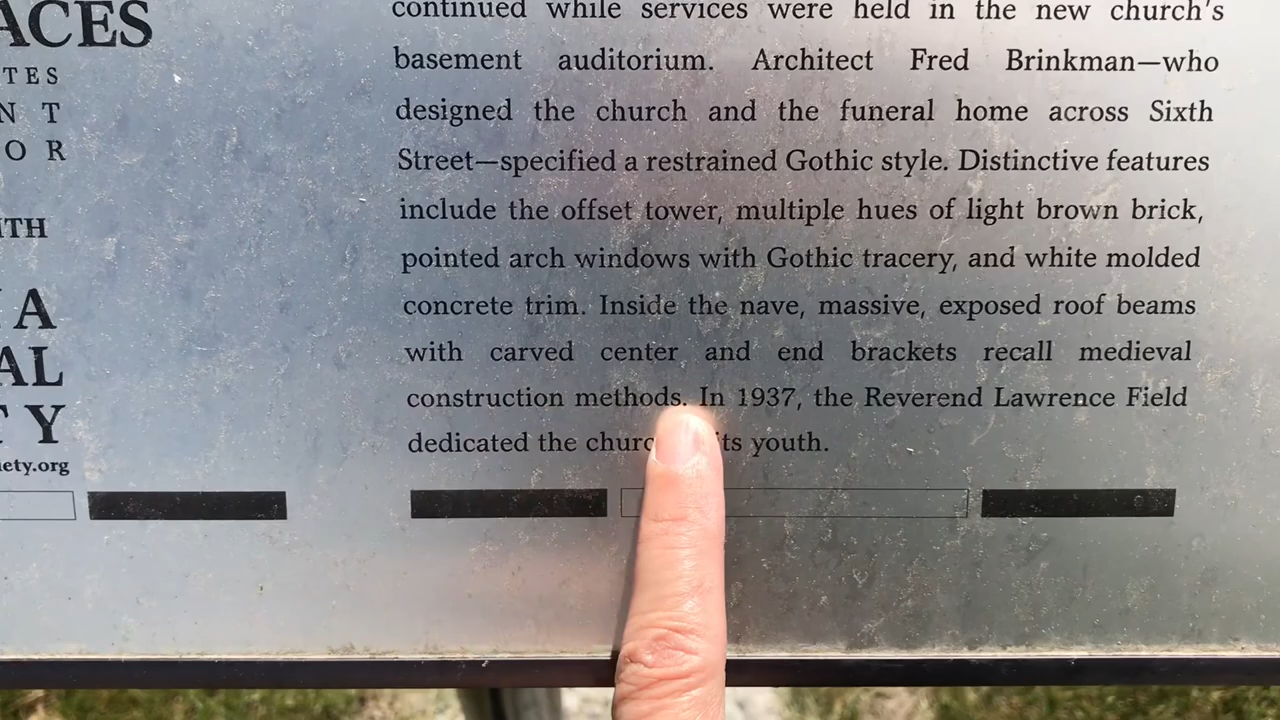 ACES
TES
N T
O R
ITH
A
AL
T Y
iety.org
continued while services were held in the new church's
basement auditorium. Architect Fred Brinkman—who
designed the church and the funeral home across Sixth
Street—specified a restrained Gothic style. Distinctive features
include the offset tower, multiple hues of light brown brick,
pointed arch windows with Gothic tracery, and white molded
concrete trim. Inside the nave, massive, exposed roof beams
with carved center and end brackets recall medieval
construction methods. In 1937, the Reverend Lawrence Field
dedicated the its youth.